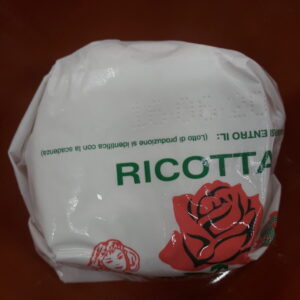 RICOTTA
ENTRO IL:
(Lotto di produzione si identifica con la scadenza)